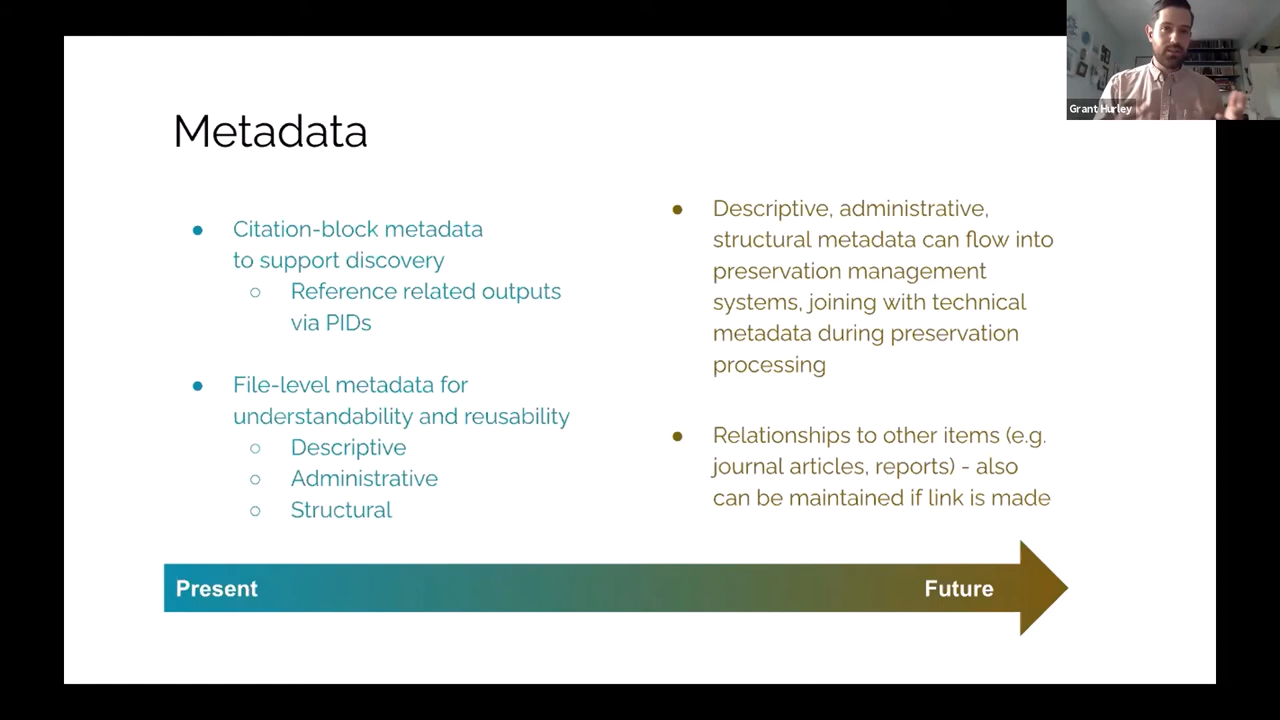 Metadata
● Citation-block metadata
to support discovery
○ Reference related outputs
via PIDs
● File-level metadata for
understandability and reusability
○ Descriptive
○ Administrative
○ Structural
● Descriptive, administrative,
structural metadata can flow into
preservation management
systems, joining with technical
metadata during preservation
processing
● Relationships to other items (e.g.
journal articles, reports) - also
can be maintained if link is made
Present
Future
Grant Hurley